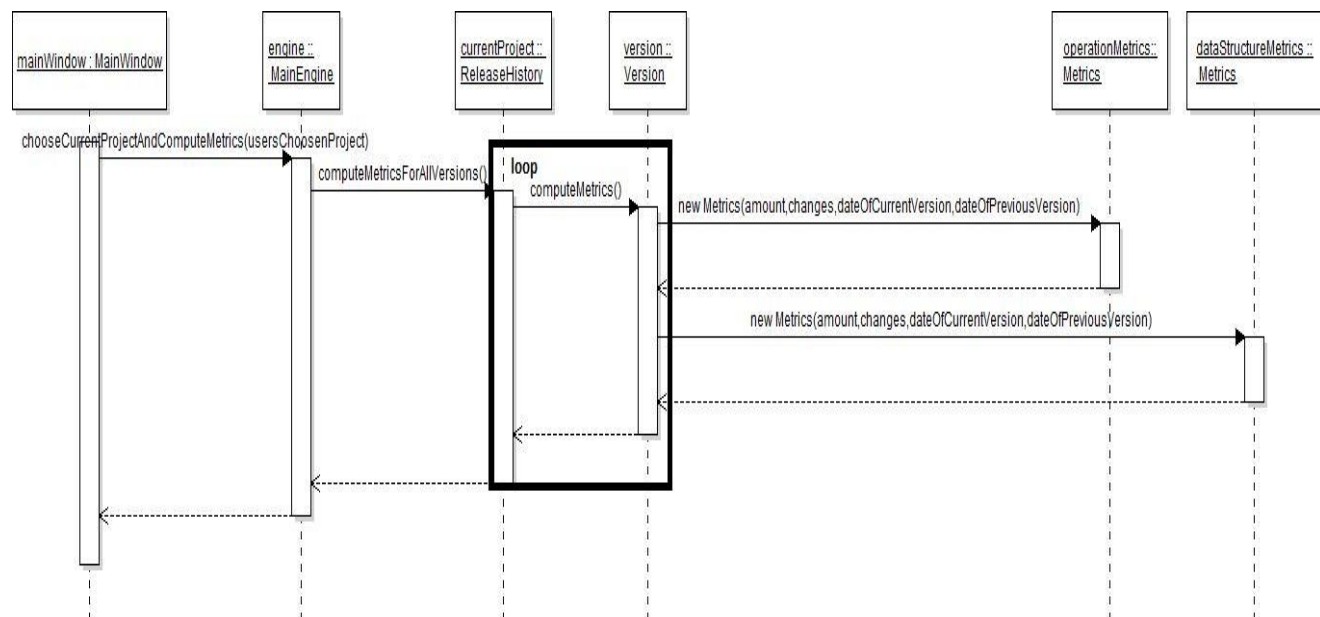 mainWindow : MainWindow
engine ::
MainEngine
currentProject ::
ReleaseHistory
version ::
Version
operationMetrics::
Metrics
dataStructureMetrics ::
Metrics
chooseCurrentProjectAndComputeMetrics(usersChoosenProject)
computeMetricsForAllVersions()
loop
computeMetrics()
new Metrics(amount,changes,dateOfCurrentVersion,dateOfPreviousVersion)
new Metrics(amount,changes,dateOfCurrentVersion,dateOfPreviousVersion)